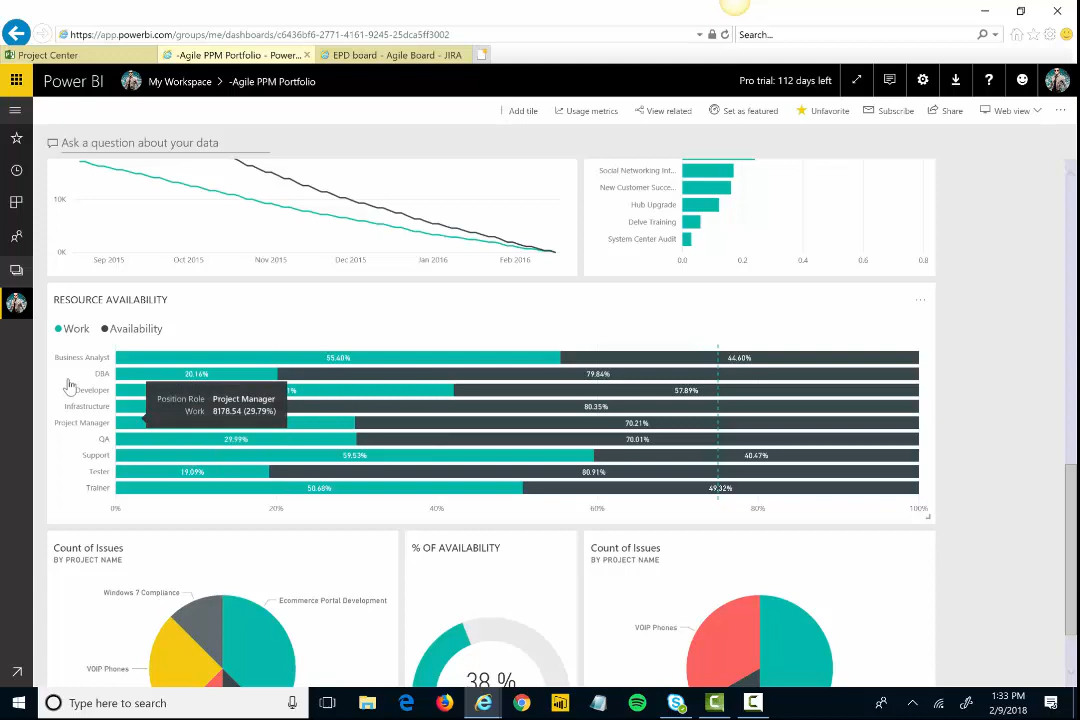 https://app.powerbi.com/groups/me/dashboards/c6436bf6-2771-4161-9245-25dca5ff3002
Search...
Project Center
-Agile PPM Portfolio - Power...
EPD board - Agile Board - JIRA
Power BI
My Workspace > -Agile PPM Portfolio
Pro trial: 112 days left
Add tile
Usage metrics
View related
Set as featured
Unfavorite
Subscribe
Share
Web view
Ask a question about your data
10K
0K
Sep 2015
Oct 2015
Nov 2015
Dec 2015
Jan 2016
Feb 2016
Social Networking Int...
New Customer Succe...
Hub Upgrade
Delve Training
System Center Audit
0.0
0.2
0.4
0.6
0.8
RESOURCE AVAILABILITY
Work
Availability
Business Analyst 55.40% 44.60%
DBA 20.16% 79.84%
Developer 1% 57.89%
Infrastructure 80.35%
Project Manager 70.21%
QA 29.99% 70.01%
Support 59.53% 40.47%
Tester 19.09% 80.91%
Trainer 50.68% 49.32%
0% 20% 40% 60% 80% 100%
Position Role Project Manager
Work 8178.54 (29.79%)
Count of Issues
BY PROJECT NAME
Windows 7 Compliance
Ecommerce Portal Development
VOIP Phones
% OF AVAILABILITY
38 %
Count of Issues
BY PROJECT NAME
VOIP Phones
Type here to search
1:33 PM
2/9/2018